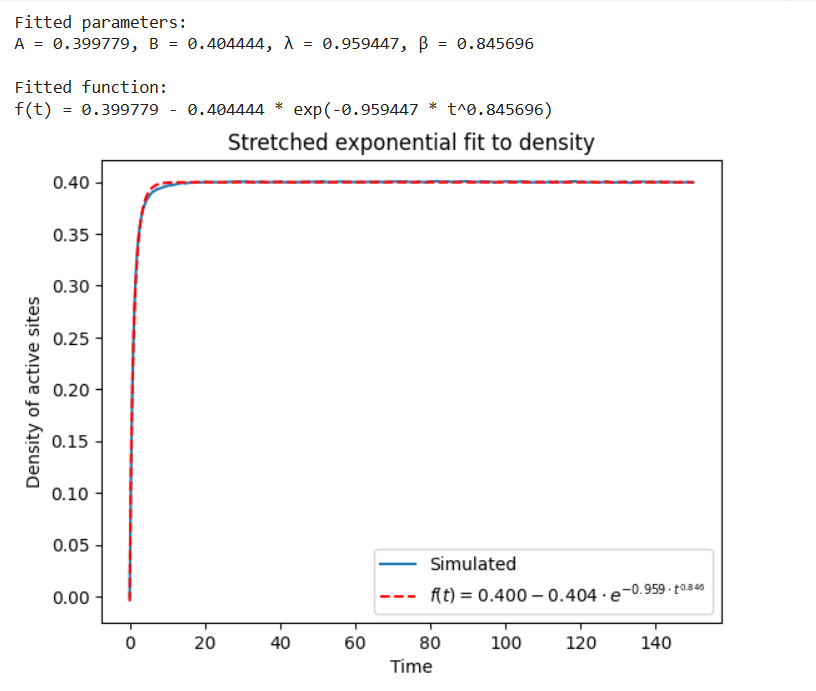 Fitted parameters:
A = 0.399779, B = 0.404444, λ = 0.959447, β = 0.845696
Fitted function:
f(t) = 0.399779 - 0.404444 * exp(-0.959447 * t^0.845696)
Stretched exponential fit to density
0.40
0.35
0.30
0.25
0.20
0.15
0.10
0.05
0.00
Density of active sites
Simulated
f(t) = 0.400 − 0.404 · e^{−0.959 · t^{0.846}}
0 20 40 60 80 100 120 140
Time